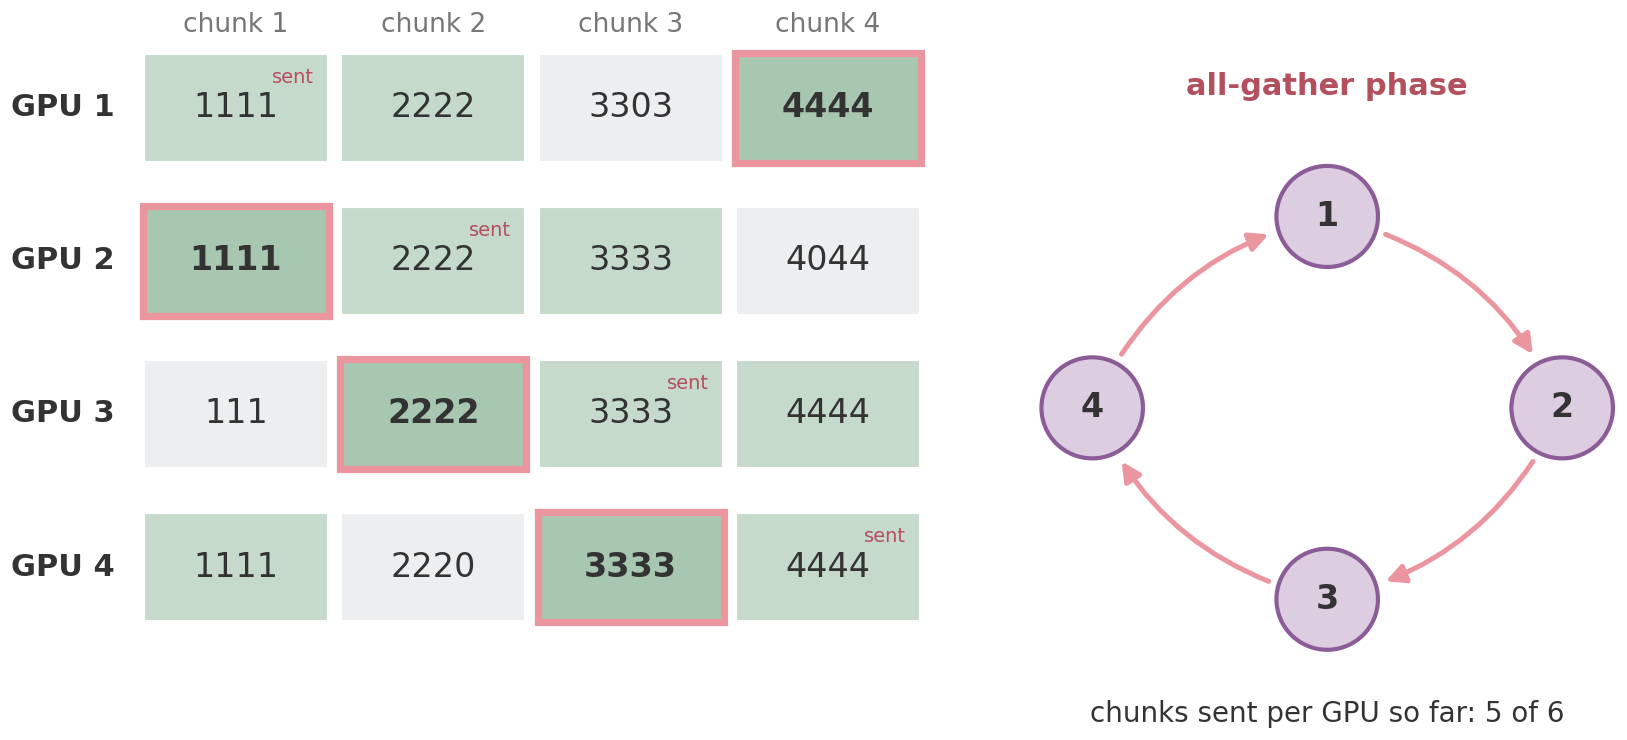 chunk 1 chunk 2 chunk 3 chunk 4
GPU 1 1111 sent 2222 3303 4444
GPU 2 1111 2222 sent 3333 4044
GPU 3 111 2222 3333 sent 4444
GPU 4 1111 2220 3333 4444 sent
all-gather phase
1
4
2
3
chunks sent per GPU so far: 5 of 6